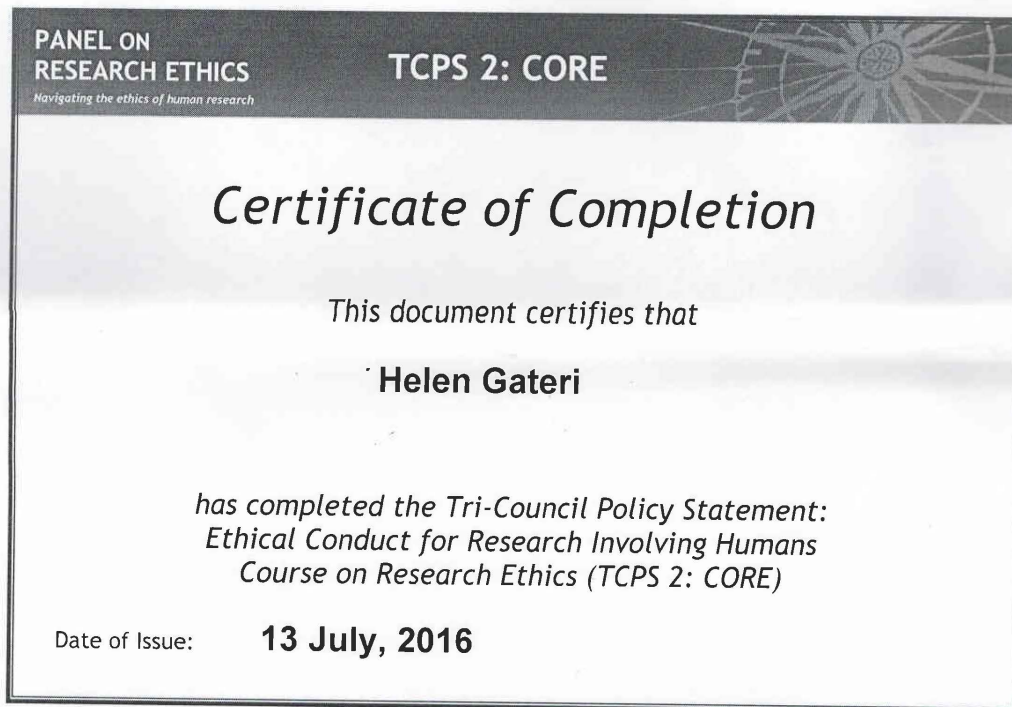 PANEL ON
RESEARCH ETHICS
Navigating the ethics of human research
TCPS 2: CORE
Certificate of Completion
This document certifies that
Helen Gateri
has completed the Tri-Council Policy Statement:
Ethical Conduct for Research Involving Humans
Course on Research Ethics (TCPS 2: CORE)
Date of Issue: 13 July, 2016